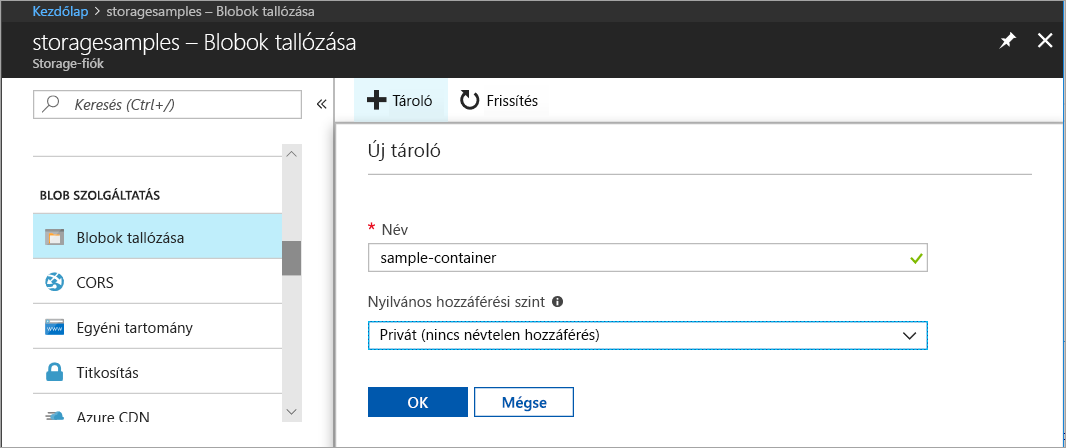 Kezdőlap > storagesamples – Blobok tallózása
storagesamples – Blobok tallózása
Storage-fiók
Keresés (Ctrl+/)
«
Tároló
Frissítés
Új tároló
BLOB SZOLGÁLTATÁS
Blobok tallózása
CORS
Egyéni tartomány
Titkosítás
Azure CDN
* Név
sample-container
Nyilvános hozzáférési szint
Privát (nincs névtelen hozzáférés)
OK
Mégse